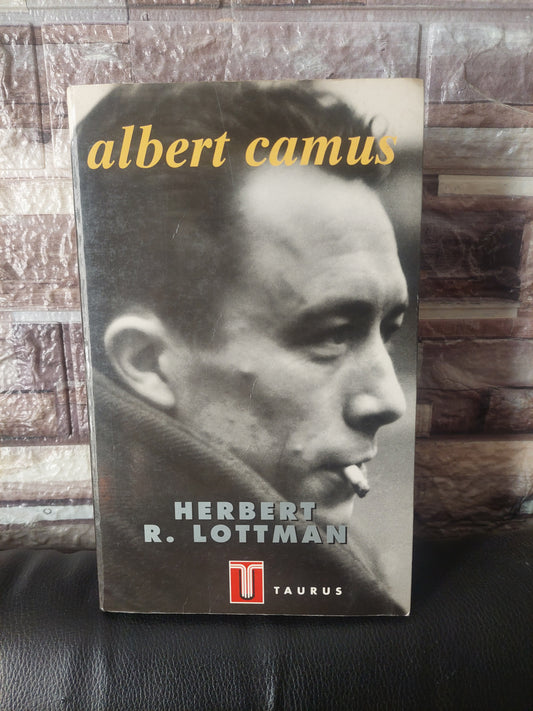 albert camus
HERBERT
R. LOTTMAN
TAURUS